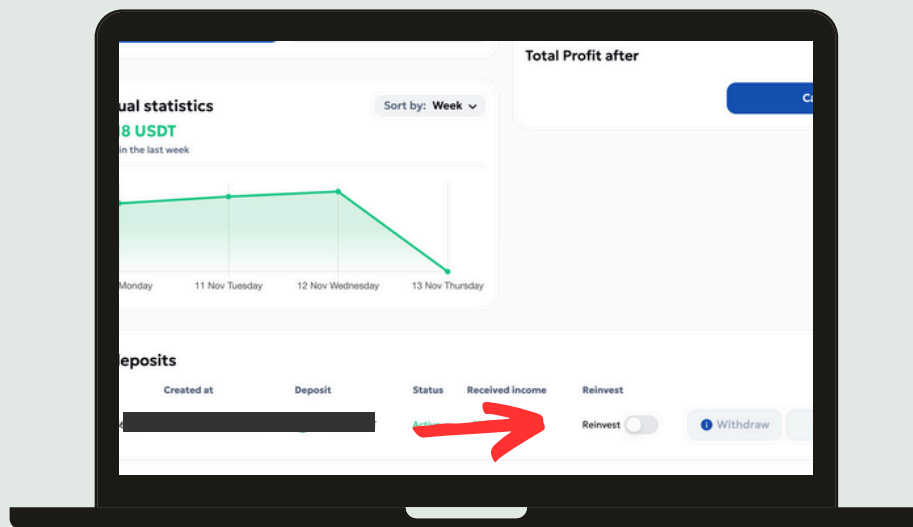 Total Profit after
ual statistics
Sort by: Week
8 USDT
in the last week
Monday
11 Nov Tuesday
12 Nov Wednesday
13 Nov Thursday
eposits
Created at
Deposit
Status
Received income
Reinvest
Reinvest
Withdraw